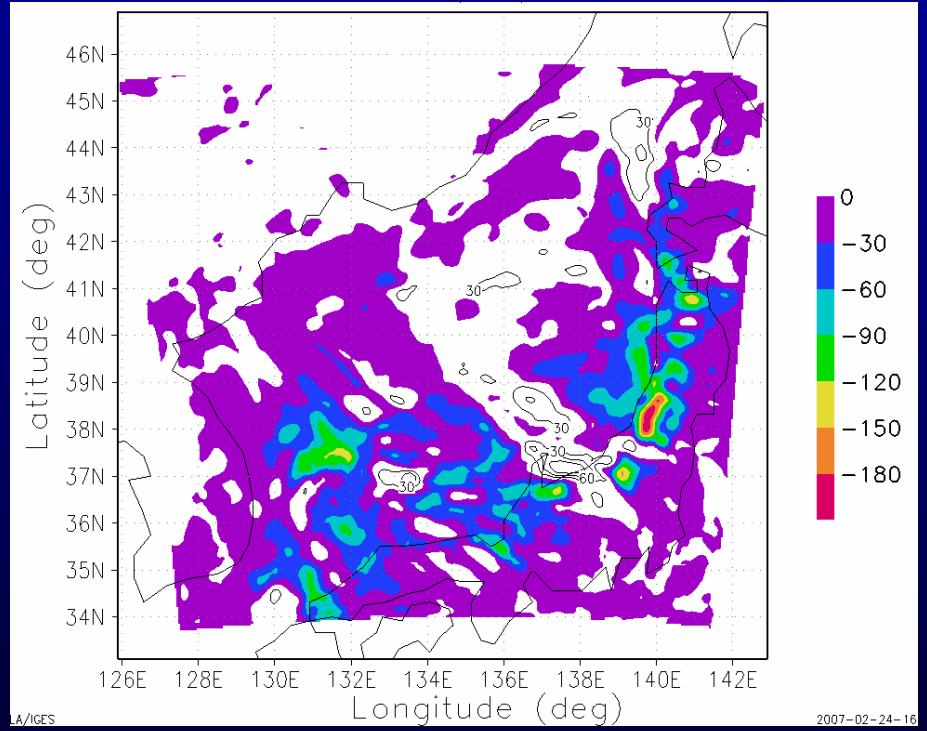 46N
45N
44N
43N
42N
41N
40N
39N
38N
37N
36N
35N
34N
Latitude (deg)
30
30
30
30
60
30
126E 128E 130E 132E 134E 136E 138E 140E 142E
Longitude (deg)
0
−30
−60
−90
−120
−150
−180
LA/IGES
2007−02−24−16